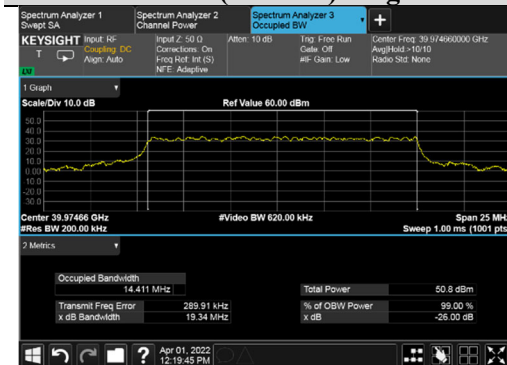 Spectrum Analyzer 1
Swept SA
Spectrum Analyzer 2
Channel Power
Spectrum Analyzer 3
Occupied BW
KEYSIGHT
T
Input: RF
Coupling: DC
Align: Auto
Input Z: 50 Ω
Corrections: On
Freq Ref: Int (S)
NFE: Adaptive
Atten: 10 dB
Trig: Free Run
Gate: Off
#IF Gain: Low
Center Freq: 39.974660000 GHz
Avg|Hold >10/10
Radio Std: None
1 Graph
Scale/Div 10.0 dB
Ref Value 60.00 dBm
50.0
40.0
30.0
20.0
10.0
0.00
-10.0
-20.0
-30.0
Center 39.97466 GHz
#Video BW 620.00 kHz
Span 25 MHz
#Res BW 200.00 kHz
Sweep 1.00 ms (1001 pts
2 Metrics
Occupied Bandwidth
14.411 MHz
Total Power 50.8 dBm
Transmit Freq Error 289.91 kHz
% of OBW Power 99.00 %
x dB Bandwidth 19.34 MHz
x dB -26.00 dB
?
Apr 01, 2022
12:19:45 PM